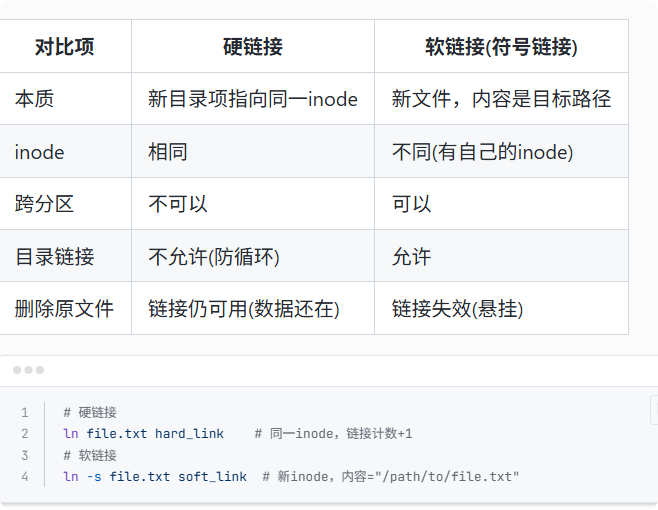 对比项 硬链接 软链接(符号链接)
本质 新目录项指向同一inode 新文件，内容是目标路径
inode 相同 不同(有自己的inode)
跨分区 不可以 可以
目录链接 不允许(防循环) 允许
删除原文件 链接仍可用(数据还在) 链接失效(悬挂)
1 # 硬链接
2 ln file.txt hard_link # 同一inode，链接计数+1
3 # 软链接
4 ln -s file.txt soft_link # 新inode，内容="/path/to/file.txt"